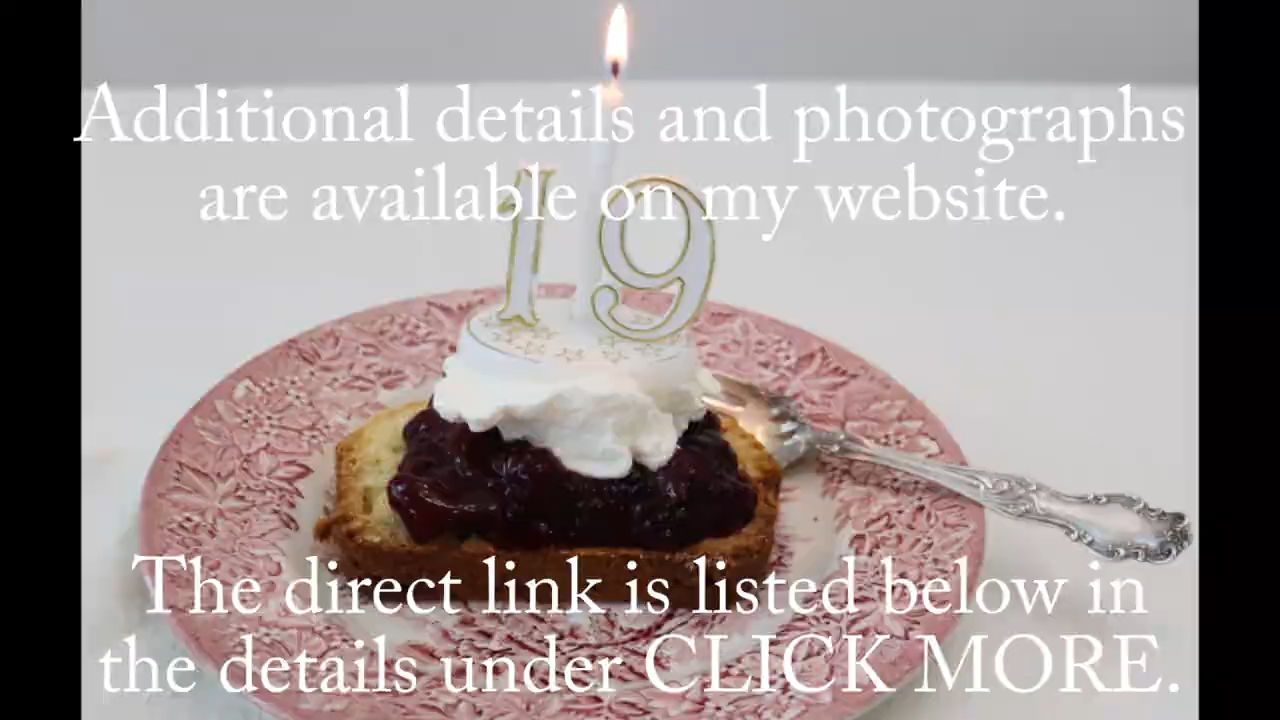 Additional details and photographs
are available on my website.
19
The direct link is listed below in
the details under CLICK MORE.